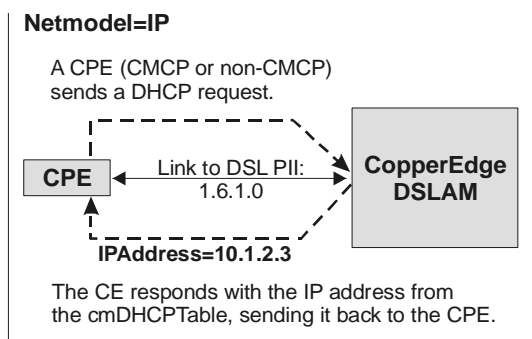 Netmodel=IP
A CPE (CMCP or non-CMCP)
sends a DHCP request.
CPE
Link to DSL PII:
1.6.1.0
CopperEdge
DSLAM
IPAddress=10.1.2.3
The CE responds with the IP address from
the cmDHCPTable, sending it back to the CPE.